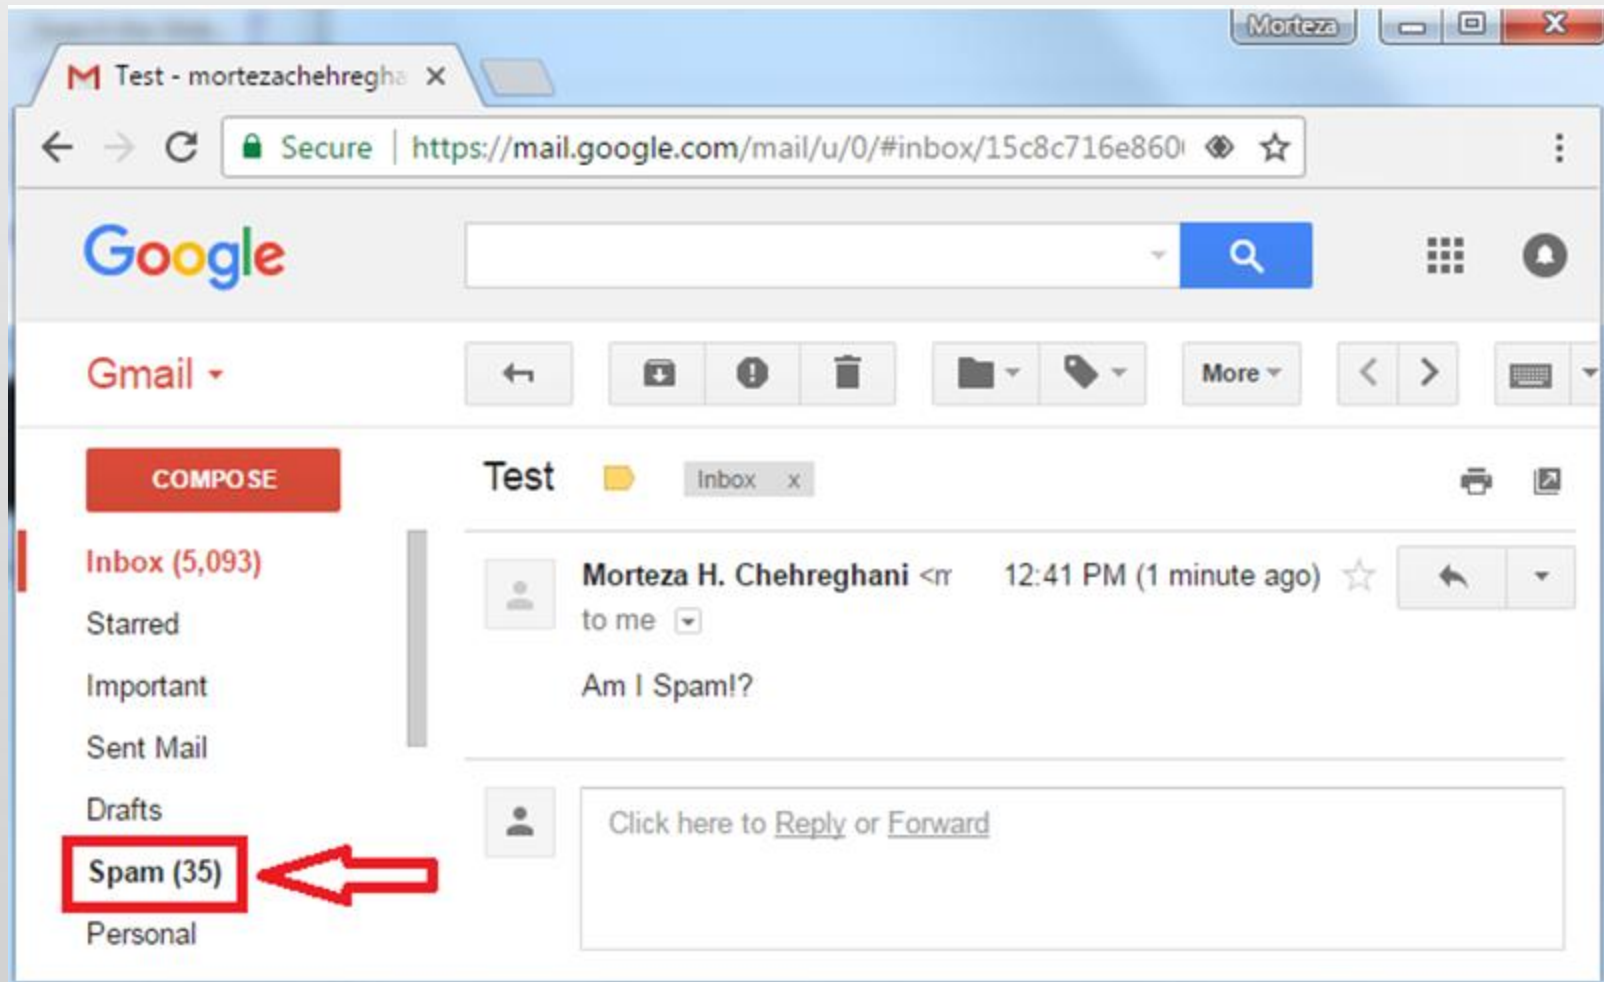 Morteza
Test - mortezachehregha
Secure | https://mail.google.com/mail/u/0/#inbox/15c8c716e860
Google
Gmail
More
COMPOSE
Test Inbox x
Inbox (5,093)
Morteza H. Chehreghani <m 12:41 PM (1 minute ago)
Starred
to me
Important
Am I Spam!?
Sent Mail
Drafts
Click here to Reply or Forward
Spam (35)
Personal